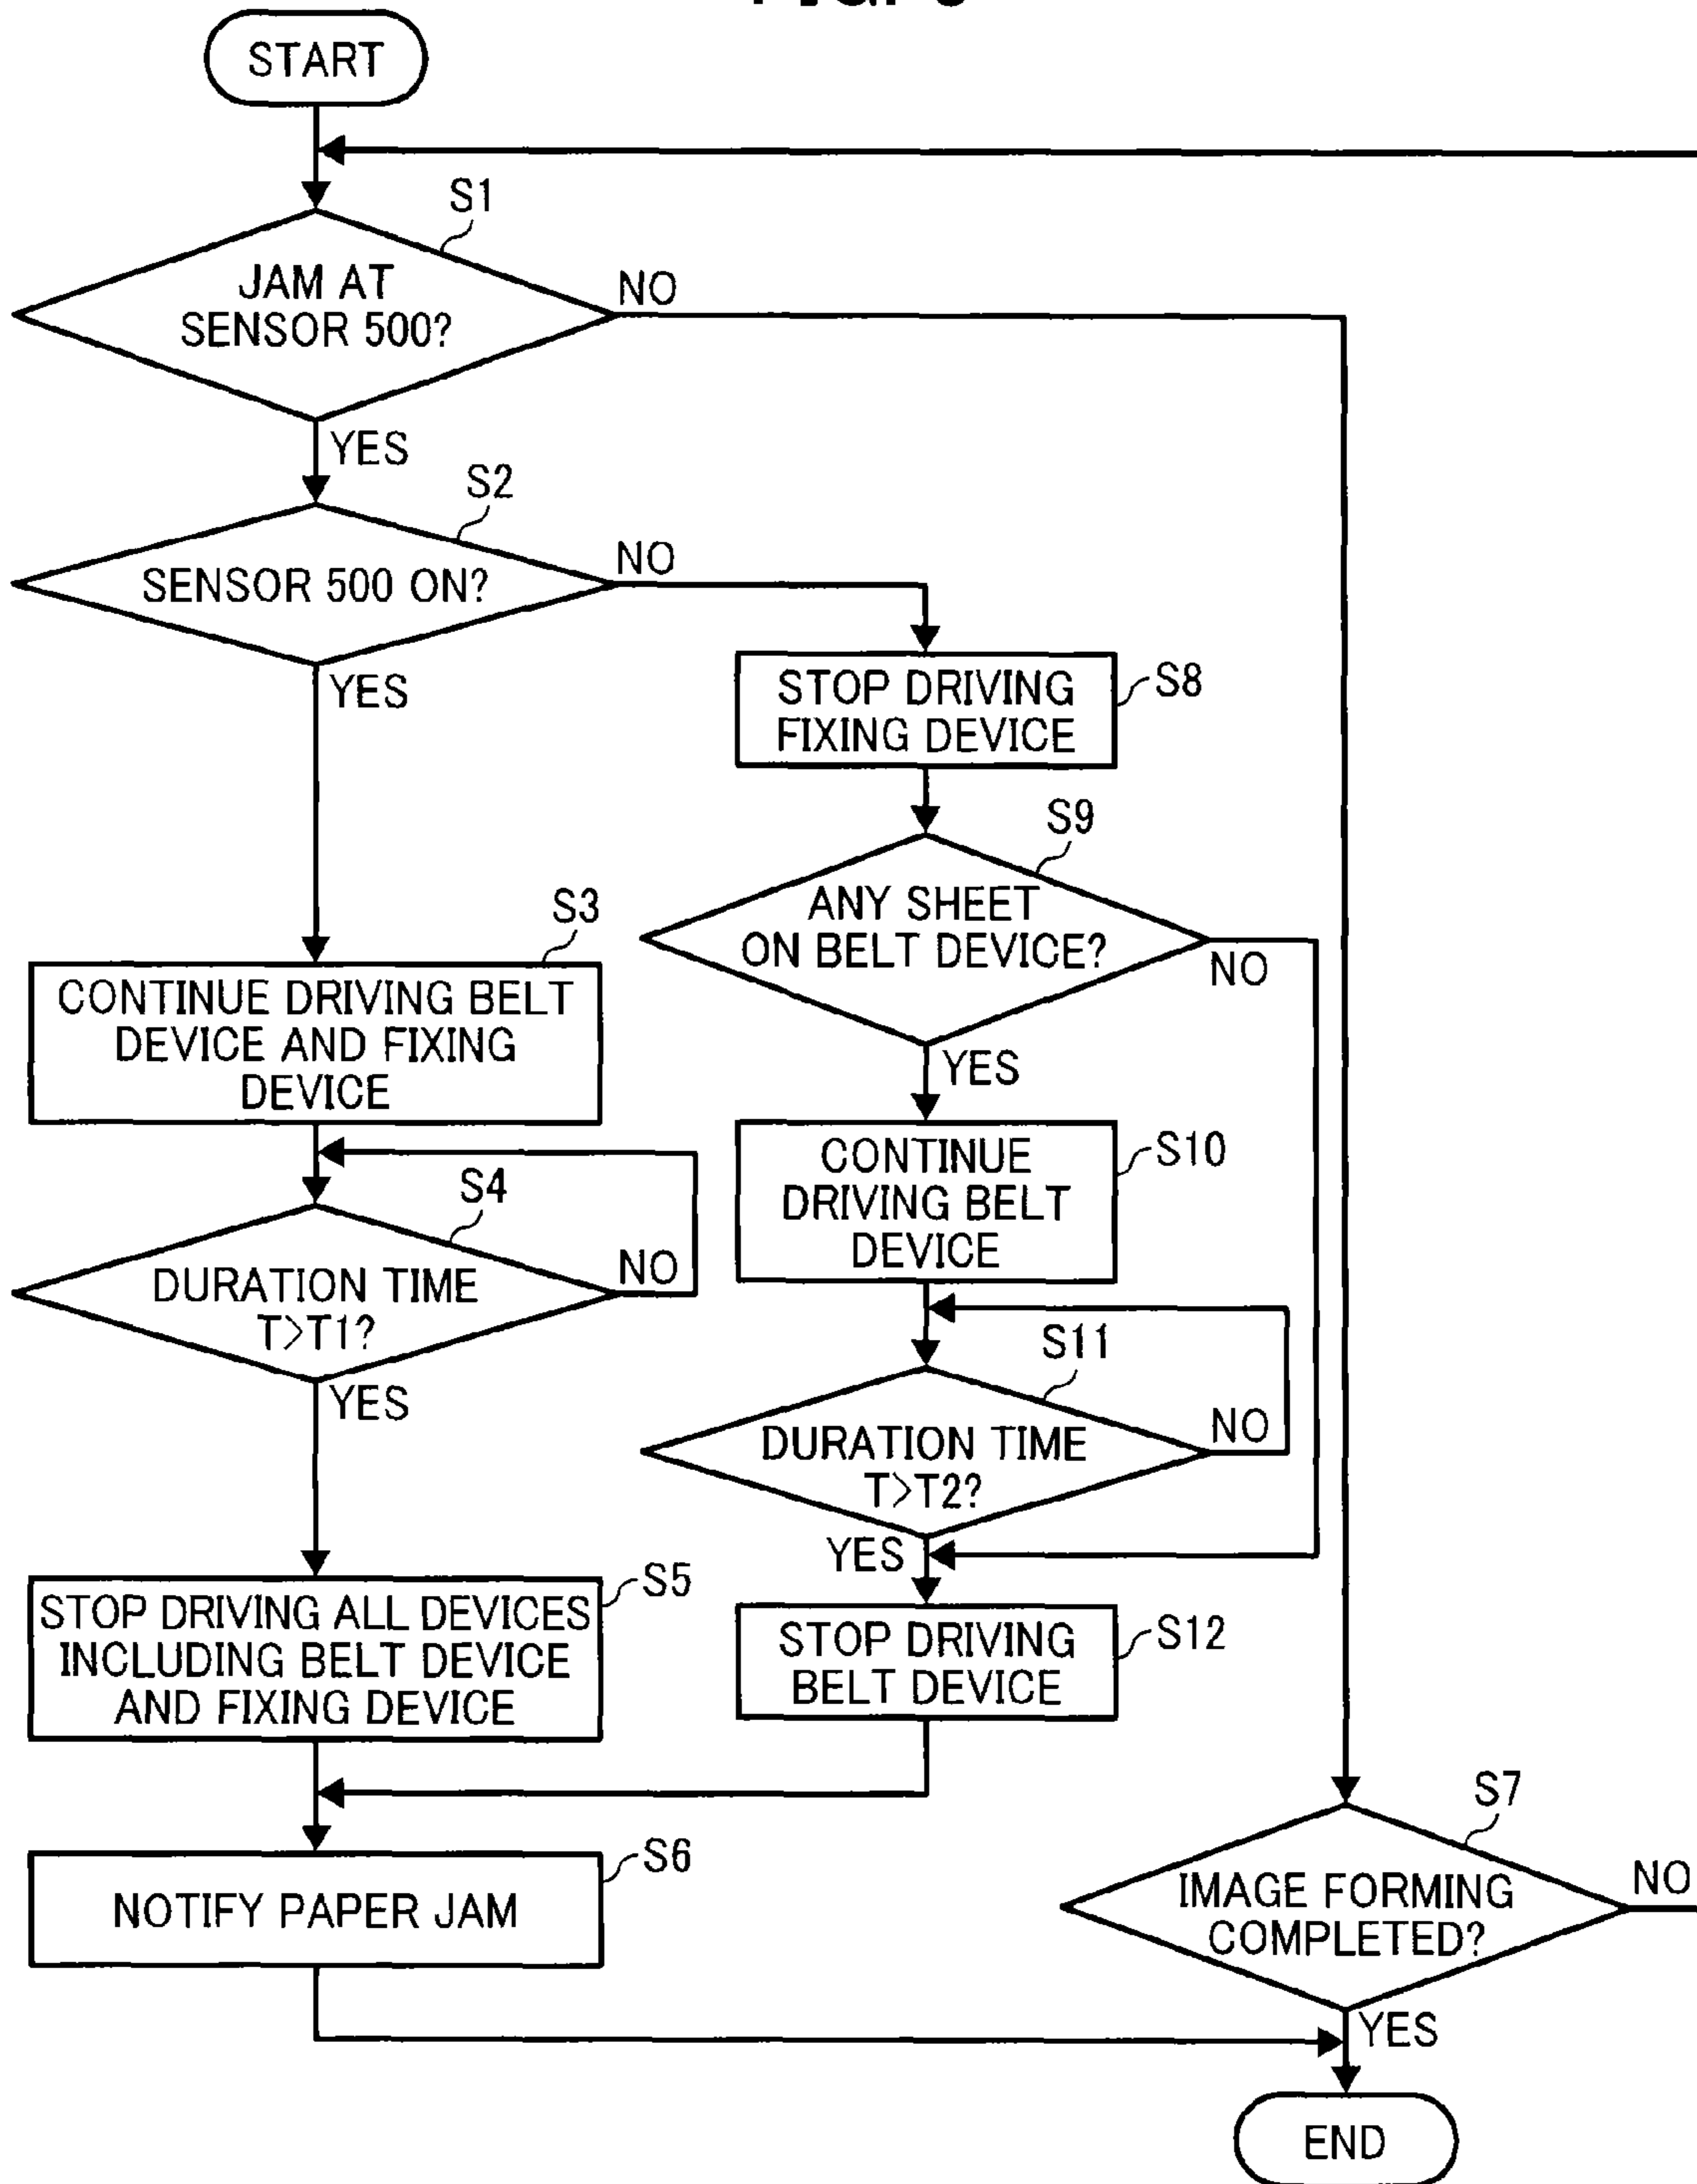 START
S1
JAM AT
SENSOR 500?
NO
YES
S2
SENSOR 500 ON?
NO
YES
STOP DRIVING
FIXING DEVICE
S8
S9
ANY SHEET
ON BELT DEVICE?
NO
YES
S3
CONTINUE DRIVING BELT
DEVICE AND FIXING
DEVICE
CONTINUE
DRIVING BELT
DEVICE
S10
S4
DURATION TIME
T>T1?
NO
YES
S11
DURATION TIME
T>T2?
NO
YES
STOP DRIVING ALL DEVICES
INCLUDING BELT DEVICE
AND FIXING DEVICE
S5
STOP DRIVING
BELT DEVICE
S12
NOTIFY PAPER JAM
S6
S7
IMAGE FORMING
COMPLETED?
NO
YES
END